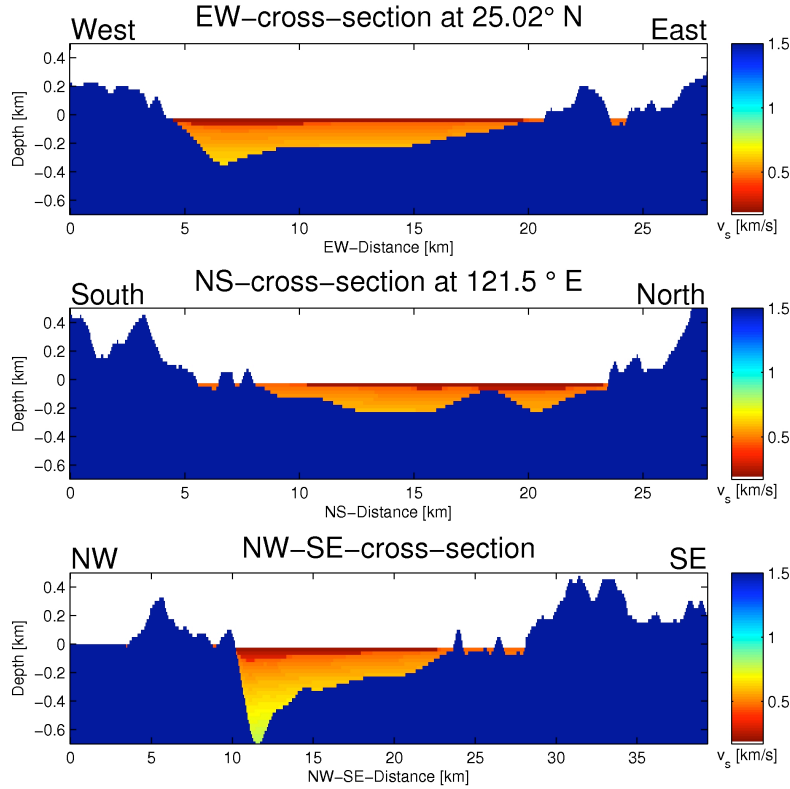 EW−cross−section at 25.02° N
West
East
0.4
0.2
0
−0.2
−0.4
−0.6
Depth [km]
0 5 10 15 20 25
EW−Distance [km]
1.5
1
0.5
vs [km/s]
NS−cross−section at 121.5 ° E
South
North
0.4
0.2
0
−0.2
−0.4
−0.6
Depth [km]
0 5 10 15 20 25
NS−Distance [km]
1.5
1
0.5
vs [km/s]
NW−SE−cross−section
NW
SE
0.4
0.2
0
−0.2
−0.4
−0.6
Depth [km]
0 5 10 15 20 25 30 35
NW−SE−Distance [km]
1.5
1
0.5
vs [km/s]